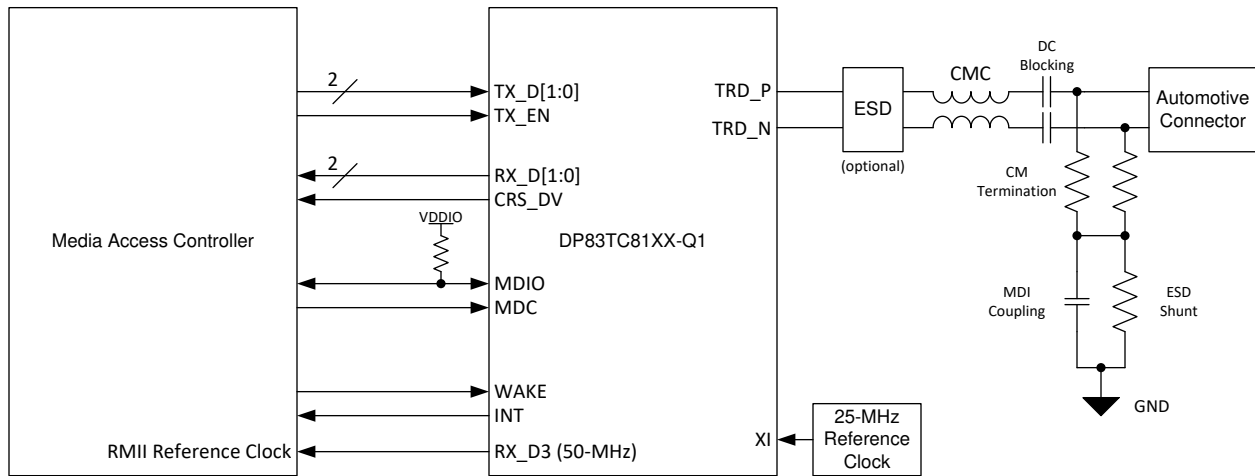 Media Access Controller
RMII Reference Clock
2
2
VDDIO
TX_D[1:0]
TX_EN
RX_D[1:0]
CRS_DV
DP83TC81XX-Q1
MDIO
MDC
WAKE
INT
RX_D3 (50-MHz)
TRD_P
TRD_N
XI
25-MHz
Reference
Clock
ESD
(optional)
CMC
DC
Blocking
Automotive
Connector
CM
Termination
MDI
Coupling
ESD
Shunt
GND